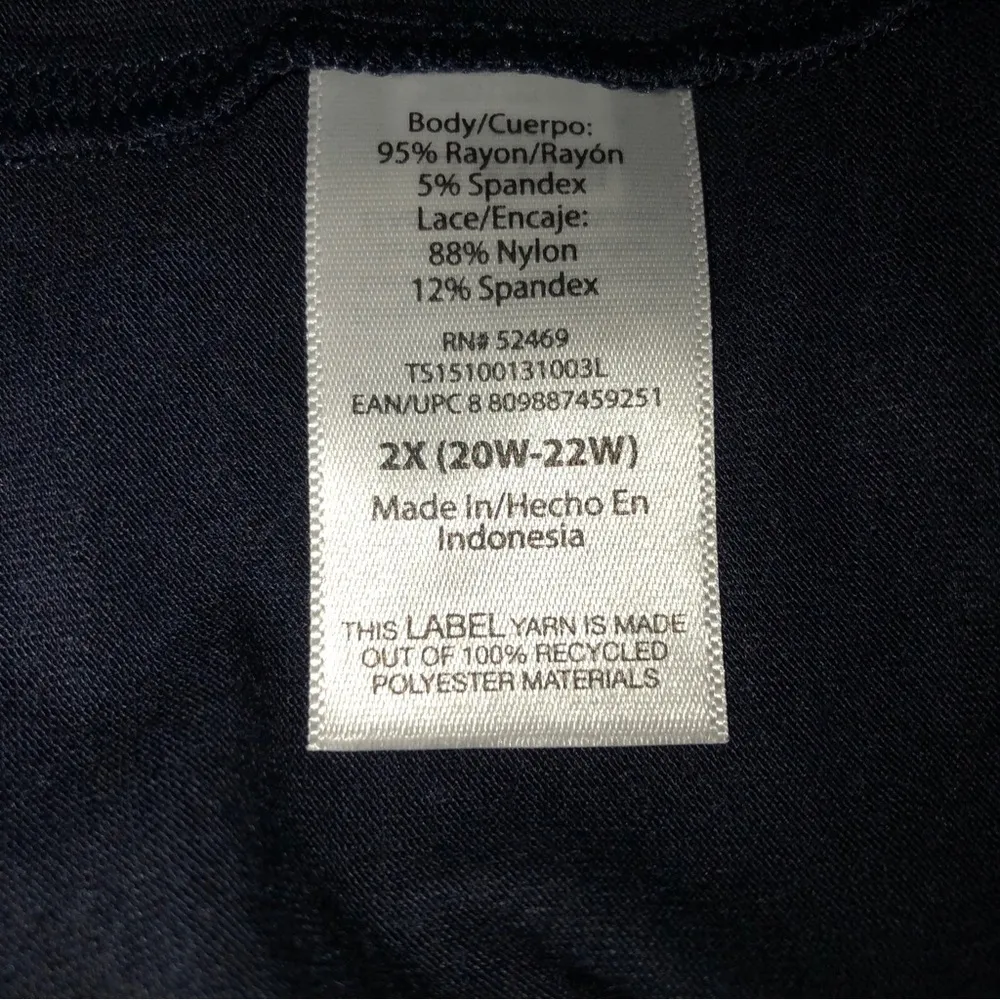 Body/Cuerpo:
95% Rayon/Rayón
5% Spandex
Lace/Encaje:
88% Nylon
12% Spandex
RN# 52469
TS15100131003L
EAN/UPC 8 809887459251
2X (20W-22W)
Made In/Hecho En
Indonesia
THIS LABEL YARN IS MADE
OUT OF 100% RECYCLED
POLYESTER MATERIALS